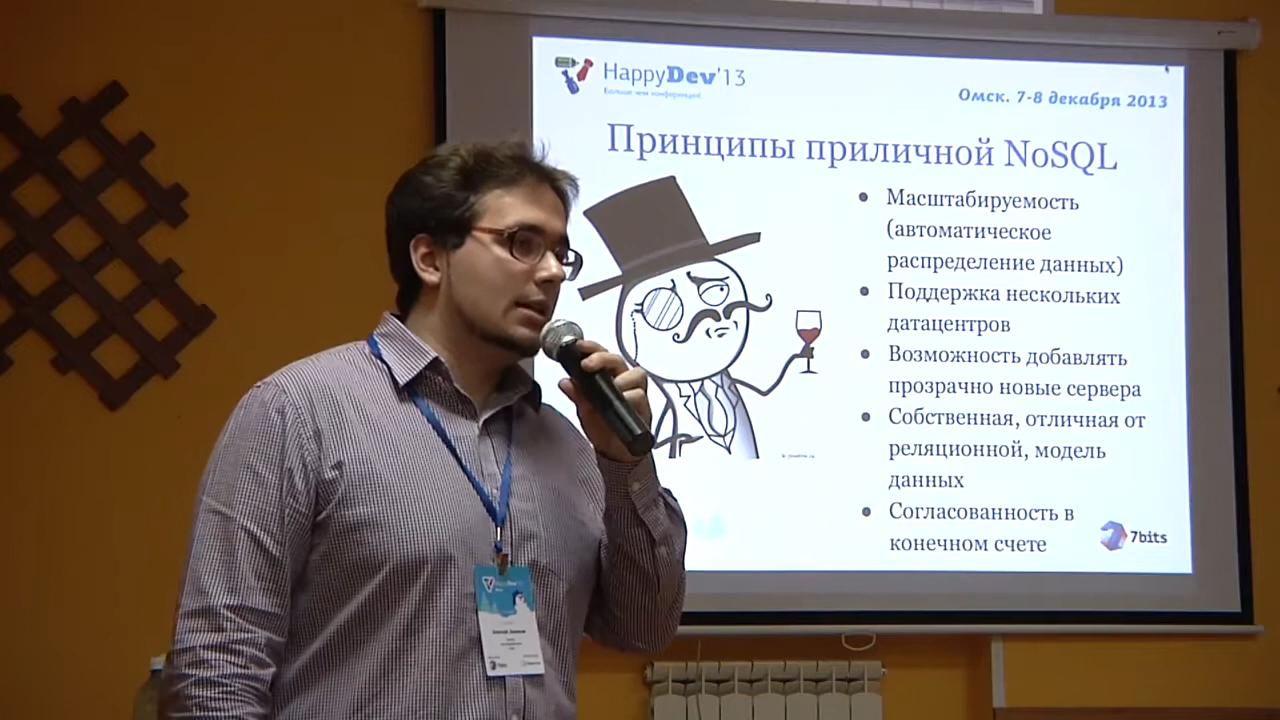 HappyDev'13
Больше чем конференция!
Омск. 7-8 декабря 2013
Принципы приличной NoSQL
• Масштабируемость
(автоматическое
распределение данных)
• Поддержка нескольких
датацентров
• Возможность добавлять
прозрачно новые сервера
• Собственная, отличная от
реляционной, модель
данных
• Согласованность в
конечном счете
7bits